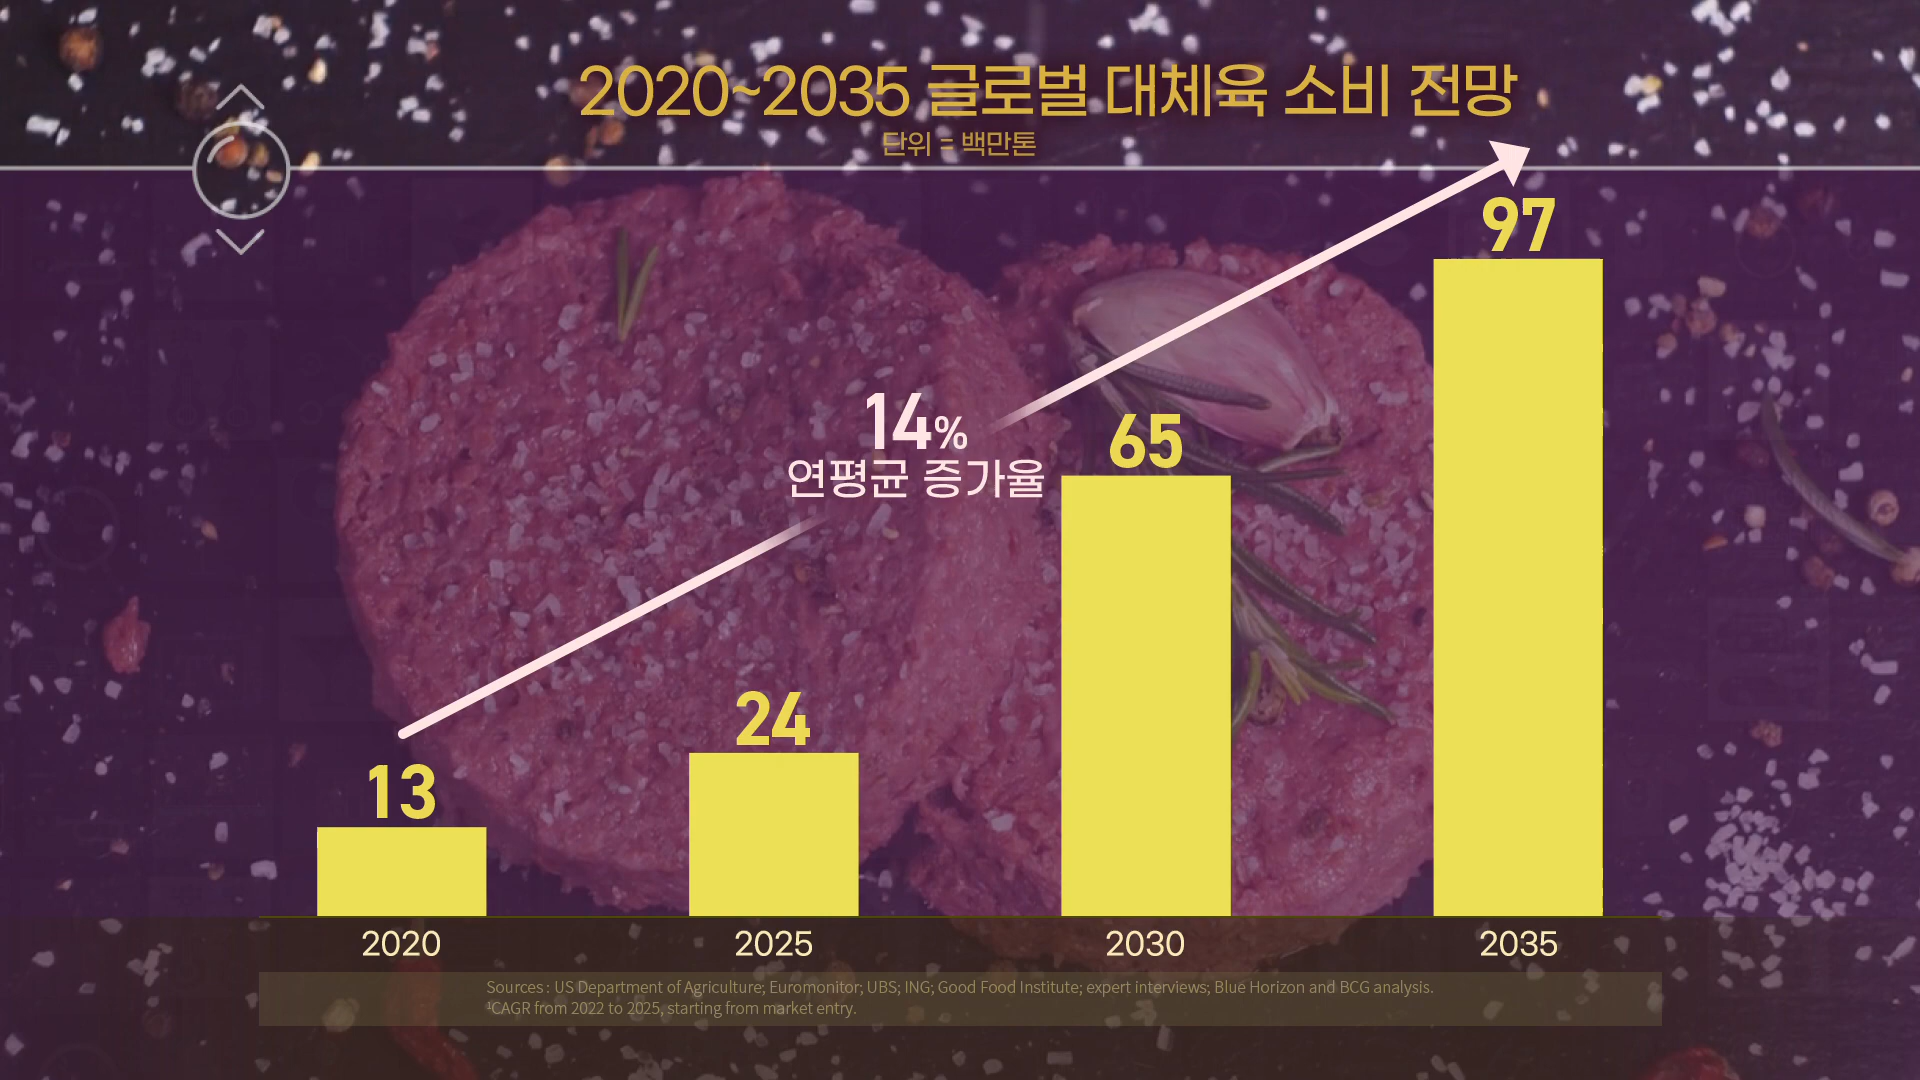 2020~2035 글로벌 대체육 소비 전망
단위 = 백만톤
97
14%
연평균 증가율
65
24
13
2020 2025 2030 2035
Sources : US Department of Agriculture; Euromonitor; UBS; ING; Good Food Institute; expert interviews; Blue Horizon and BCG analysis.
¹CAGR from 2022 to 2025, starting from market entry.